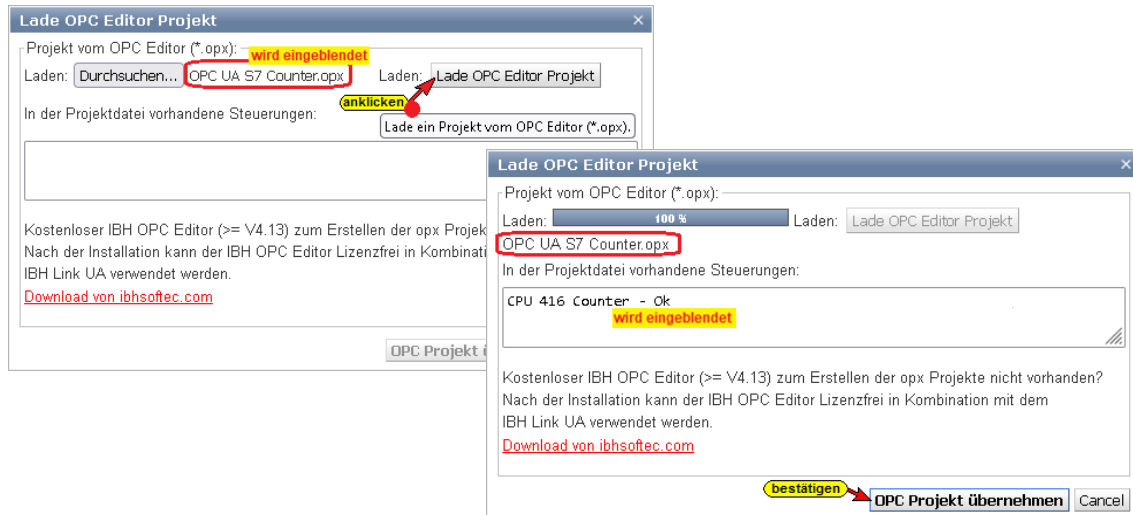 Lade OPC Editor Projekt
Projekt vom OPC Editor (*.opx):
wird eingeblendet
Laden: Durchsuchen... OPC UA S7 Counter.opx Laden: Lade OPC Editor Projekt
anklicken
In der Projektdatei vorhandene Steuerungen:
Lade ein Projekt vom OPC Editor (*.opx).
Kostenloser IBH OPC Editor (>= V4.13) zum Erstellen der opx Projek
Nach der Installation kann der IBH OPC Editor Lizenzfrei in Kombinati
IBH Link UA verwendet werden.
Download von ibhsoftec.com
OPC Projekt ü
Lade OPC Editor Projekt
Projekt vom OPC Editor (*.opx):
Laden: 100 % Laden: Lade OPC Editor Projekt
OPC UA S7 Counter.opx
In der Projektdatei vorhandene Steuerungen:
CPU 416 Counter - Ok
wird eingeblendet
Kostenloser IBH OPC Editor (>= V4.13) zum Erstellen der opx Projekte nicht vorhanden?
Nach der Installation kann der IBH OPC Editor Lizenzfrei in Kombination mit dem
IBH Link UA verwendet werden.
Download von ibhsoftec.com
bestätigen
OPC Projekt übernehmen Cancel